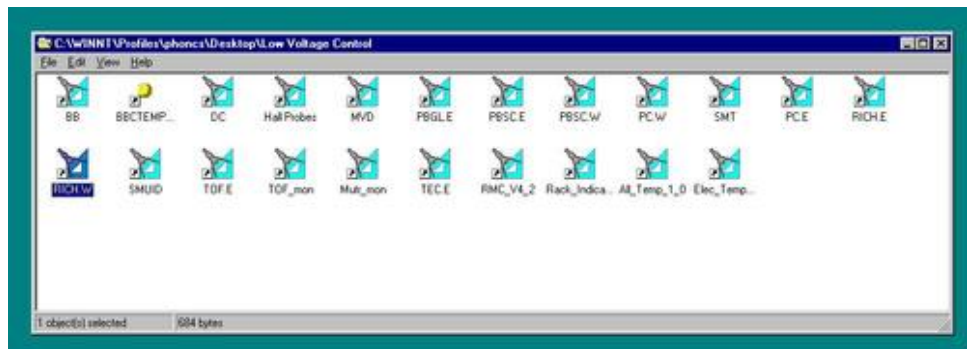 C:\WINNT\Profiles\phoncs\Desktop\Low Voltage Control
File Edit View Help
BB BBCTEMP... DC Hall Probes MVD PBGL.E PBSC.E PBSC.W PC.W SMT PC.E RICH.E
RICH.W SMUID TOF.E TOF_mon Mutr_mon TEC.E RMC_V4_2 Rack_Indica... All_Temp_1_0 Elec_Temp...
1 object(s) selected 684 bytes